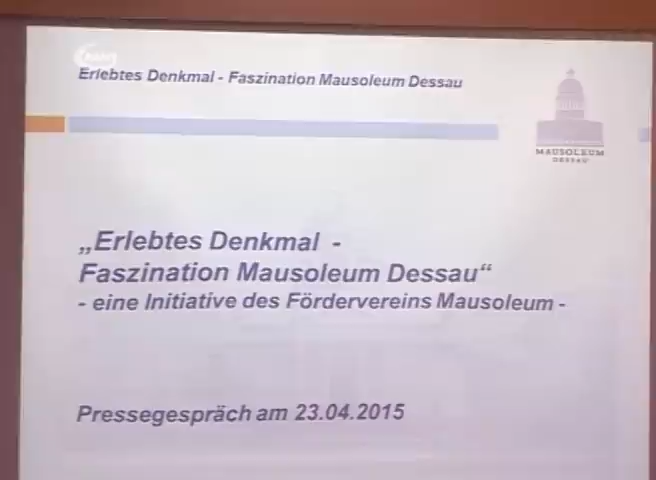 Erlebtes Denkmal - Faszination Mausoleum Dessau
MAUSOLEUM
DESSAU
„Erlebtes Denkmal -
Faszination Mausoleum Dessau“
- eine Initiative des Fördervereins Mausoleum -
Pressegespräch am 23.04.2015